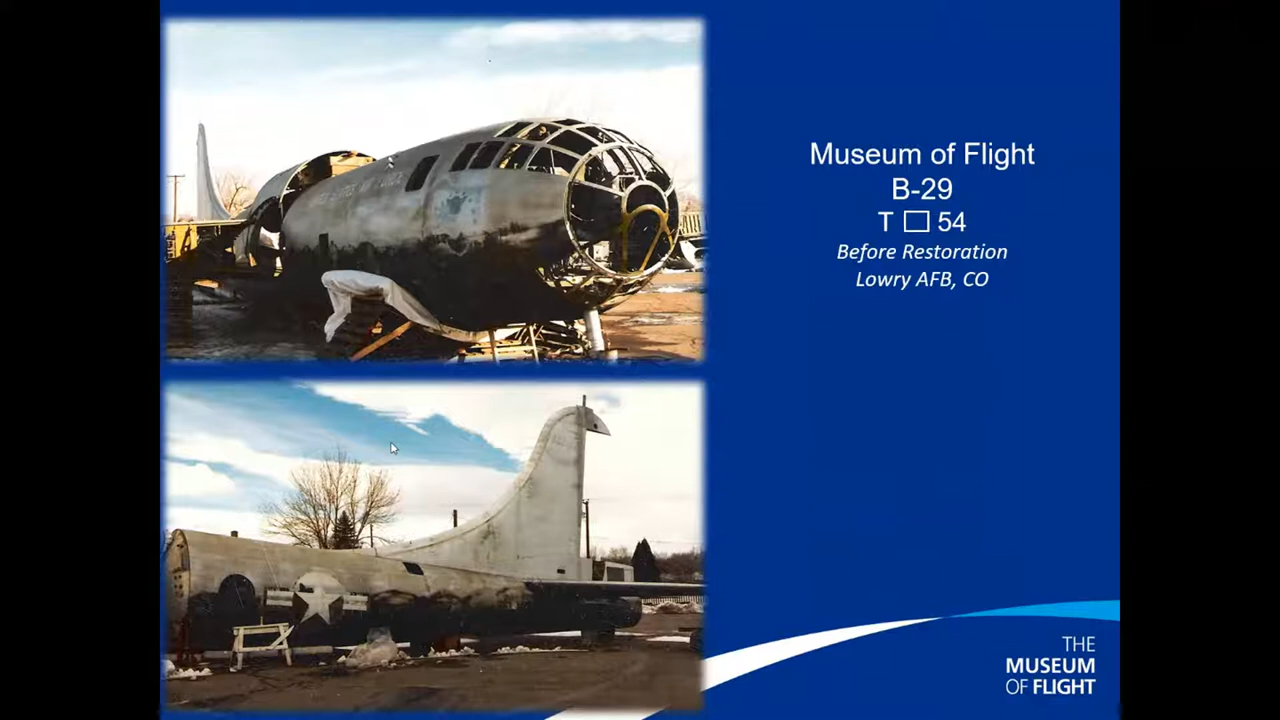 Museum of Flight
B-29
T □ 54
Before Restoration
Lowry AFB, CO
THE
MUSEUM
OF FLIGHT